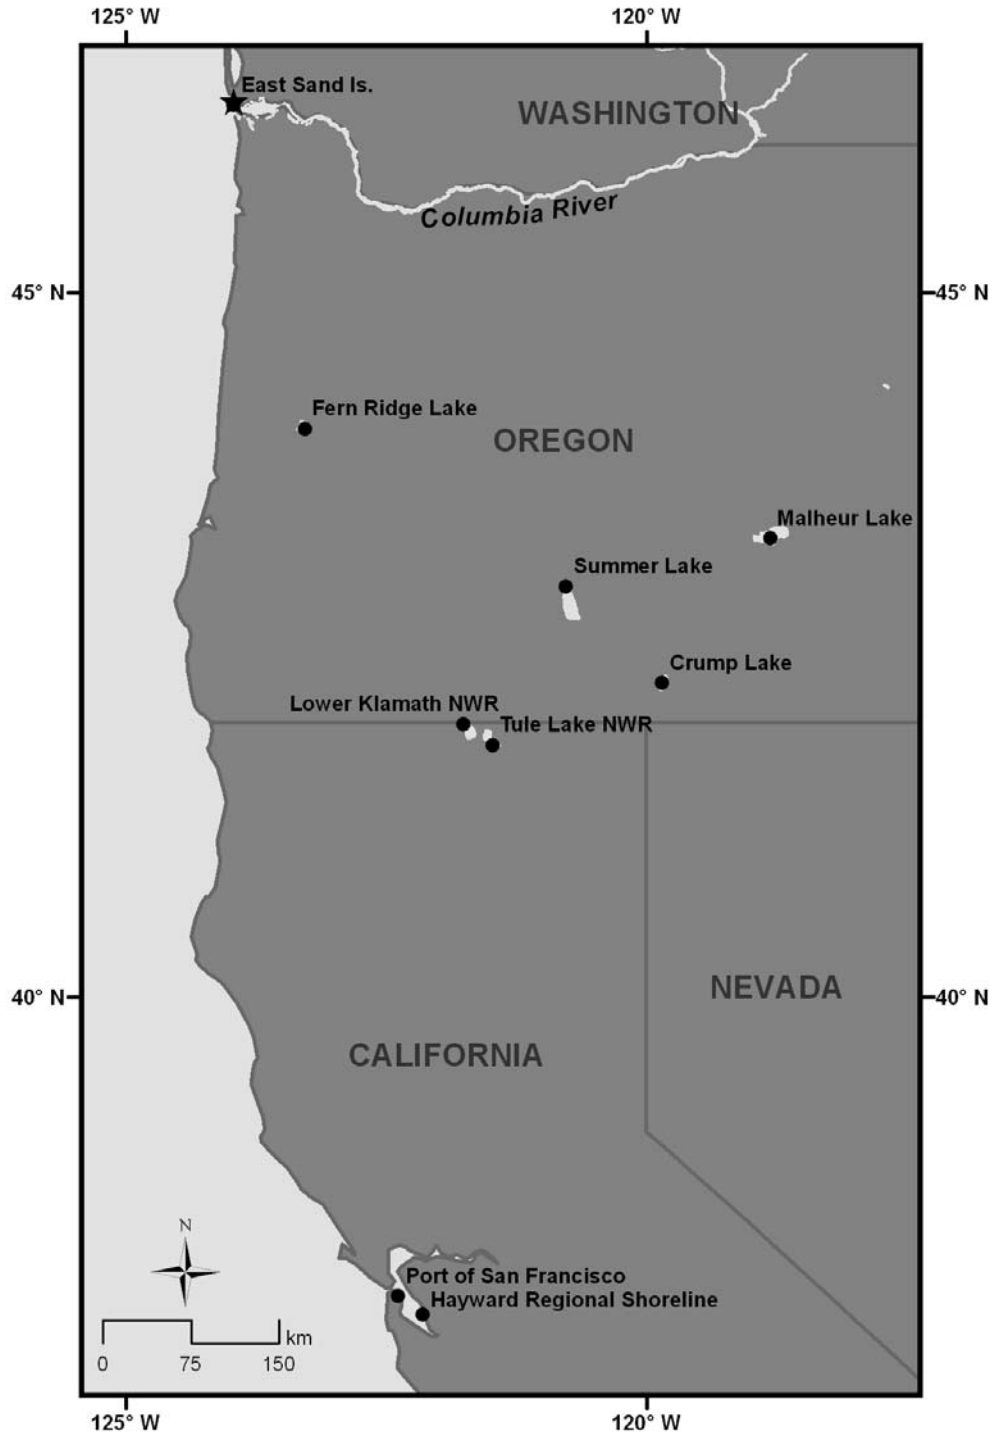 125° W 120° W
East Sand Is.
WASHINGTON
Columbia River
45° N 45° N
Fern Ridge Lake
OREGON
Malheur Lake
Summer Lake
Crump Lake
Lower Klamath NWR
Tule Lake NWR
NEVADA
40° N 40° N
CALIFORNIA
N
Port of San Francisco
Hayward Regional Shoreline
km
0 75 150
125° W 120° W